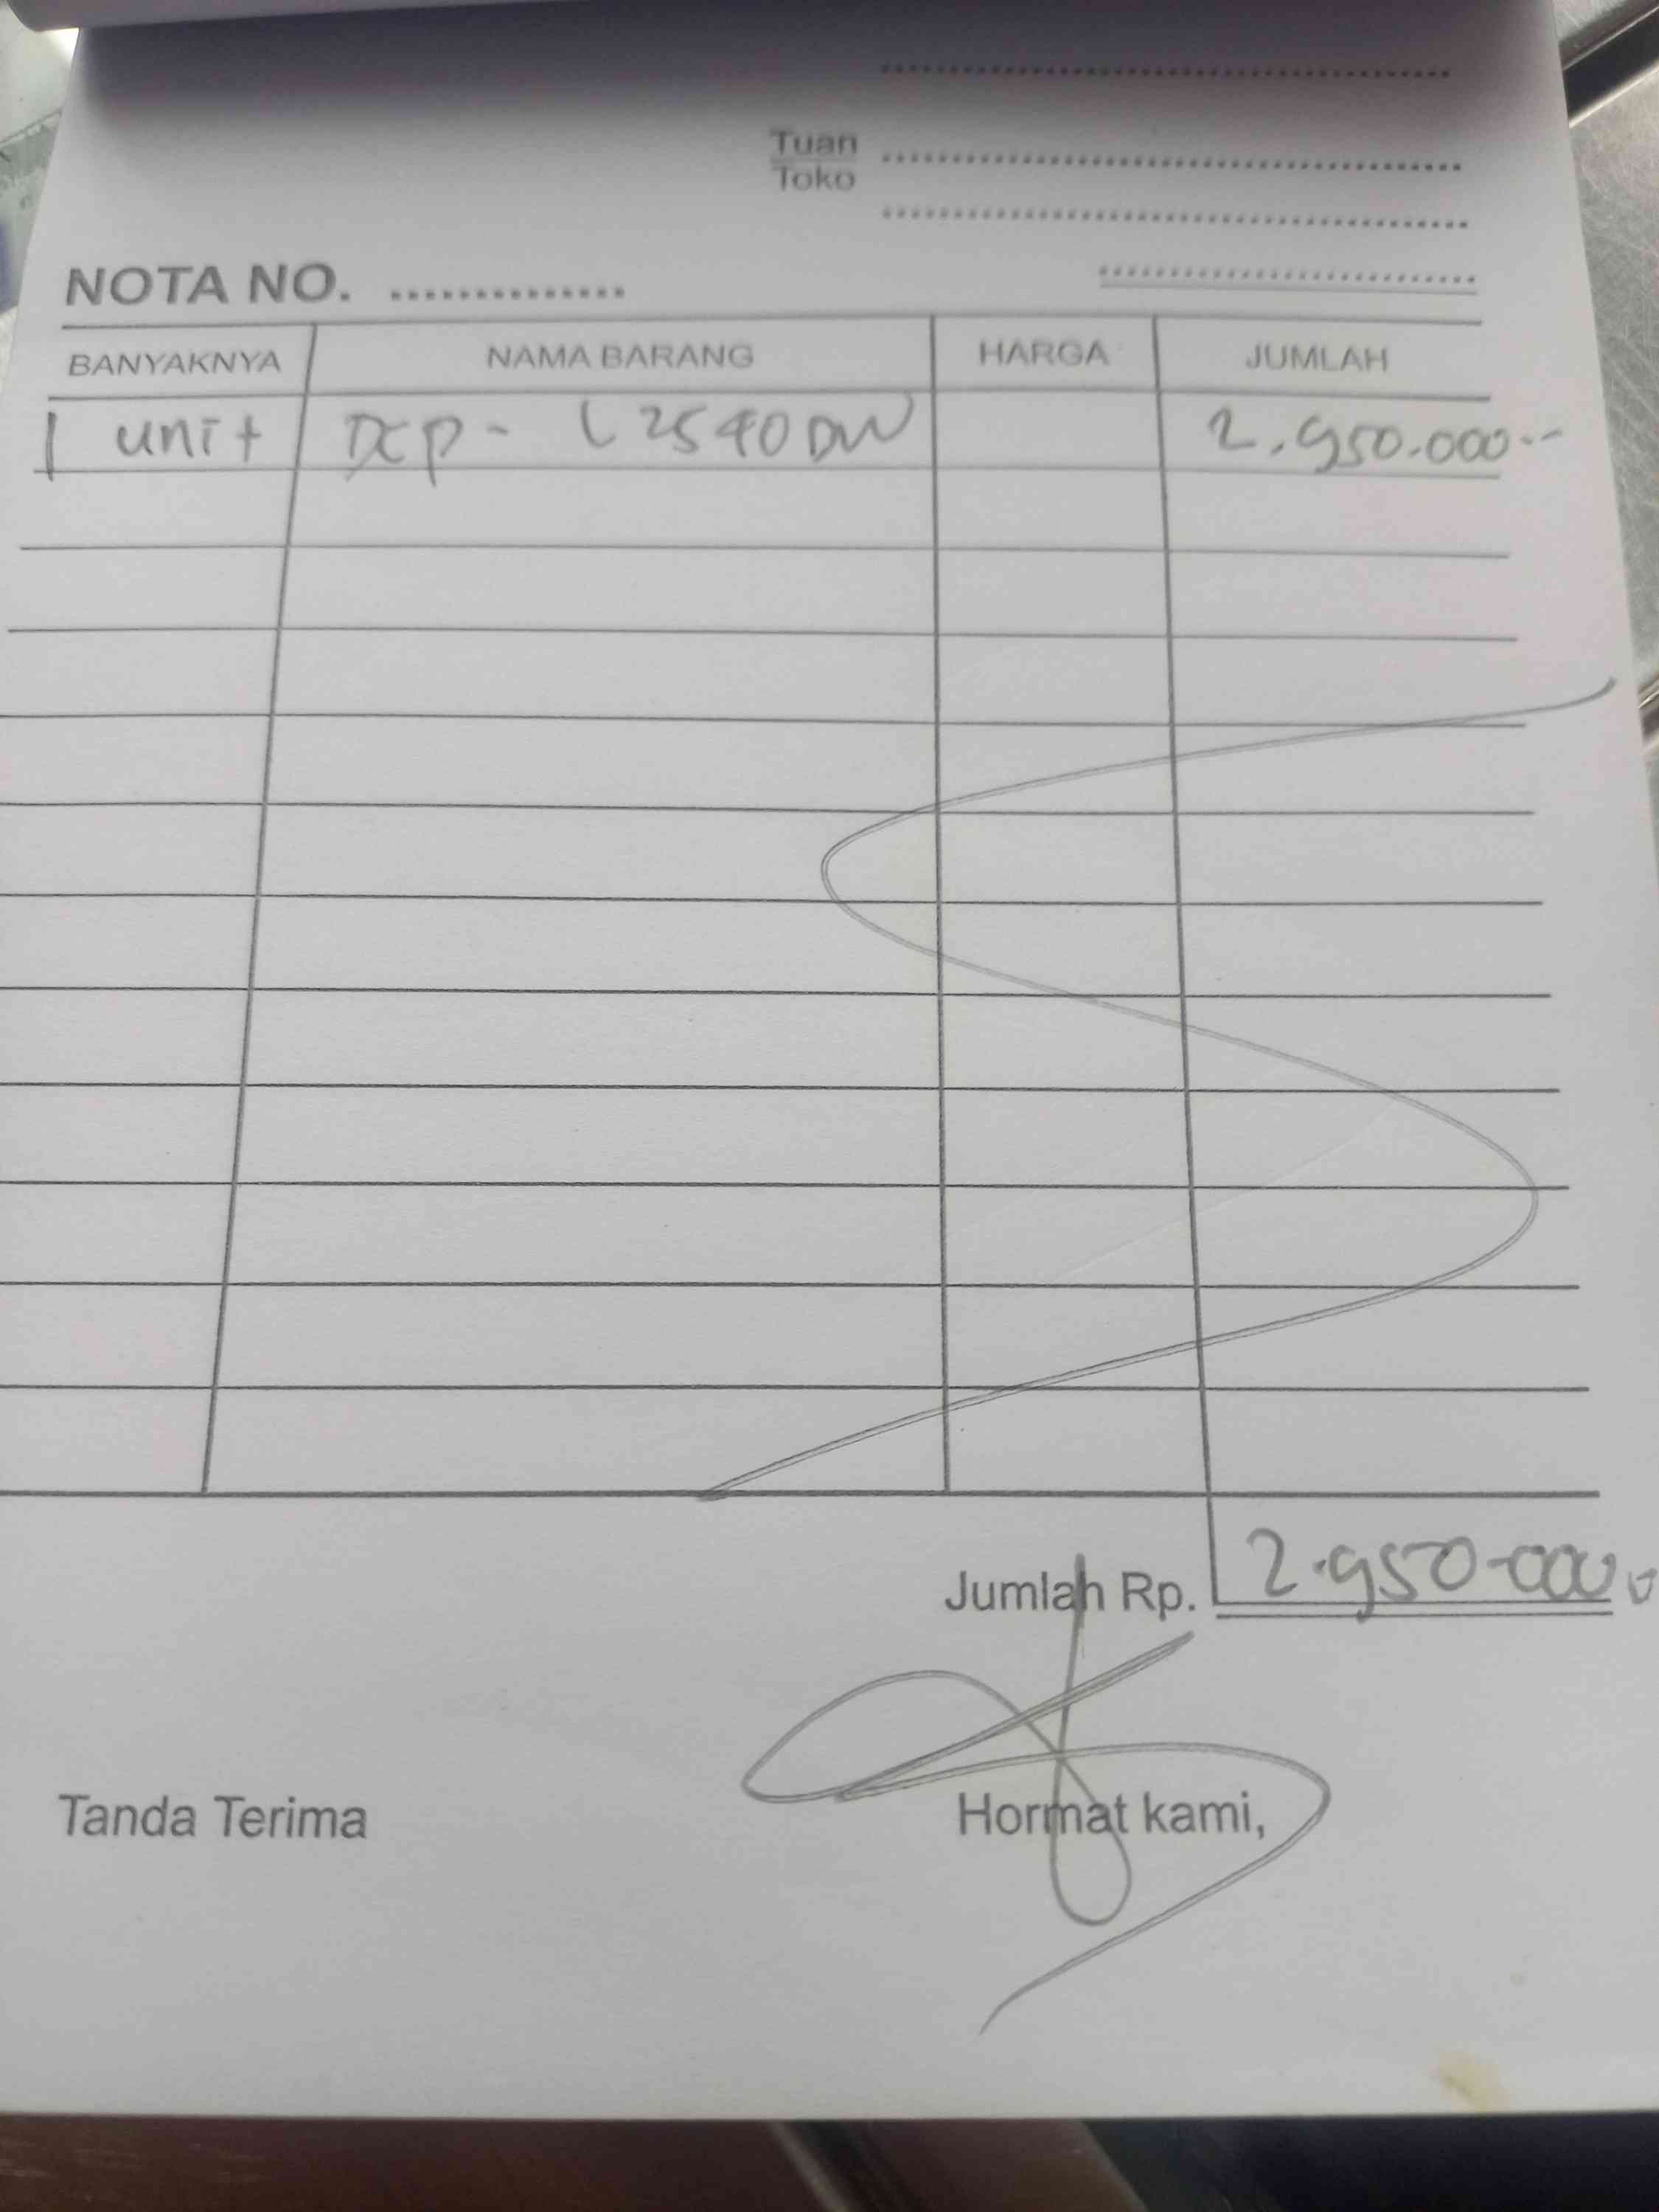 Tuan
Toko
NOTA NO. ...............
BANYAKNYA NAMA BARANG HARGA JUMLAH
1 unit DCP - L2540DW 2.950.000.--
Jumlah Rp. 2.950.000,-
Tanda Terima Hormat kami,